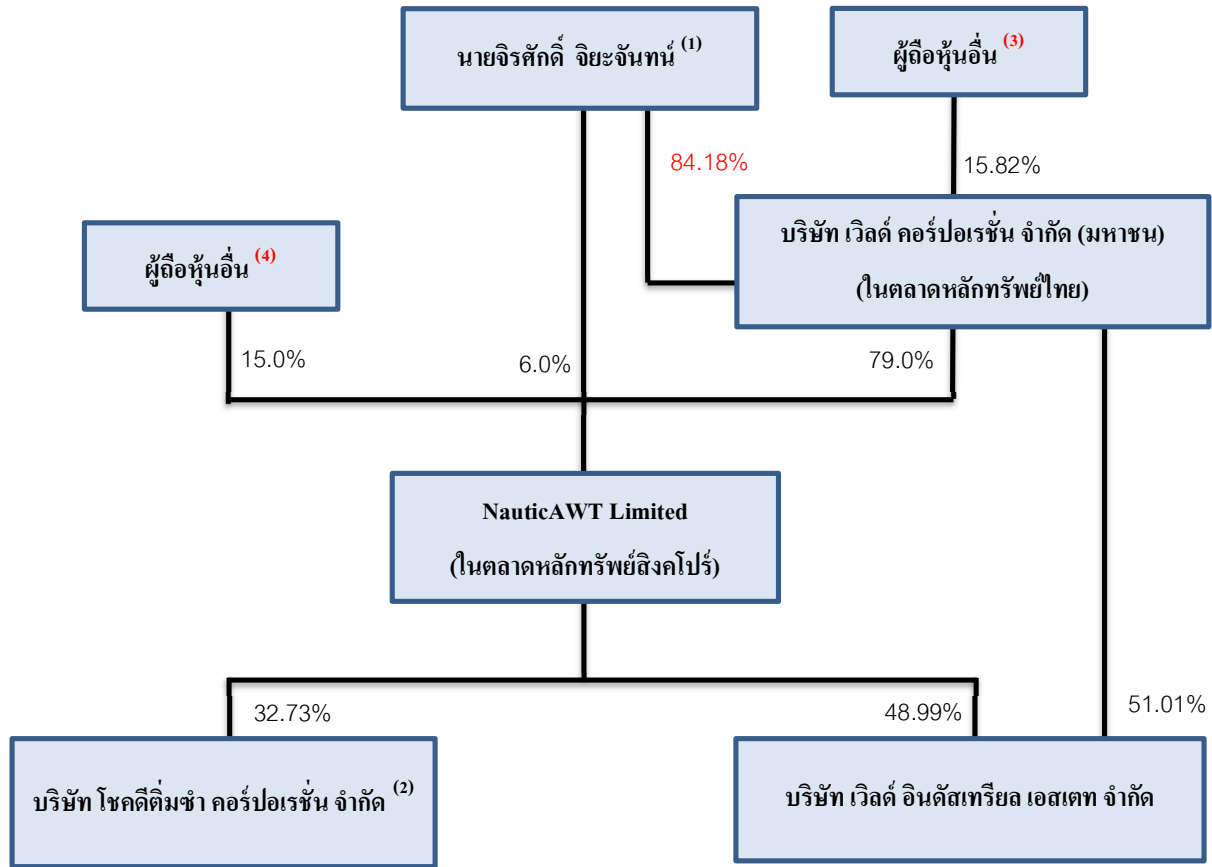 นายจิรศักดิ์ จิยะจันทน์ (1)
ผู้ถือหุ้นอื่น (3)
84.18%
15.82%
บริษัท เวิลด์ คอร์ปอเรชั่น จำกัด (มหาชน)
(ในตลาดหลักทรัพย์ไทย)
ผู้ถือหุ้นอื่น (4)
15.0%
6.0%
79.0%
NauticAWT Limited
(ในตลาดหลักทรัพย์สิงคโปร์)
32.73%
48.99%
51.01%
บริษัท โชคดีติ่มซำ คอร์ปอเรชั่น จำกัด (2)
บริษัท เวิลด์ อินดัสเทรียล เอสเตท จำกัด